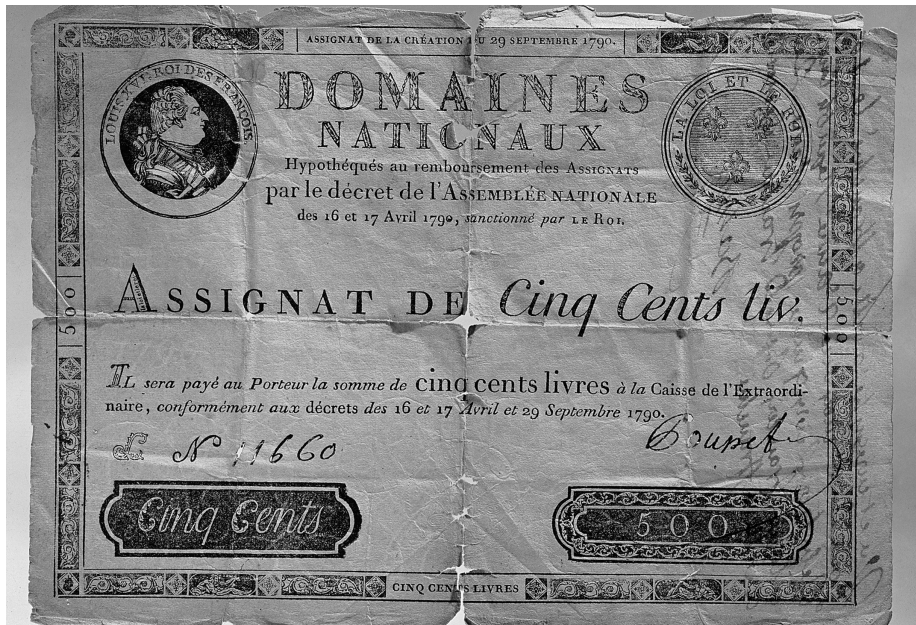 ASSIGNAT DE LA CRÉATION DU 29 SEPTEMBRE 1790.
LOUIS XVI ROI DES FRANÇOIS
DOMAINES
LA LOI ET LE ROI
NATIONAUX
Hypothéqués au remboursement des ASSIGNATS
par le décret de l'ASSEMBLÉE NATIONALE
des 16 et 17 Avril 1790, sanctionné par LE ROI.
500
500
ASSIGNAT DE Cinq Cents liv.
IL sera payé au Porteur la somme de cinq cents livres à la Caisse de l'Extraordi-
naire, conformément aux décrets des 16 et 17 Avril et 29 Septembre 1790.
N 11660
Cinq Cents
500
CINQ CENTS LIVRES